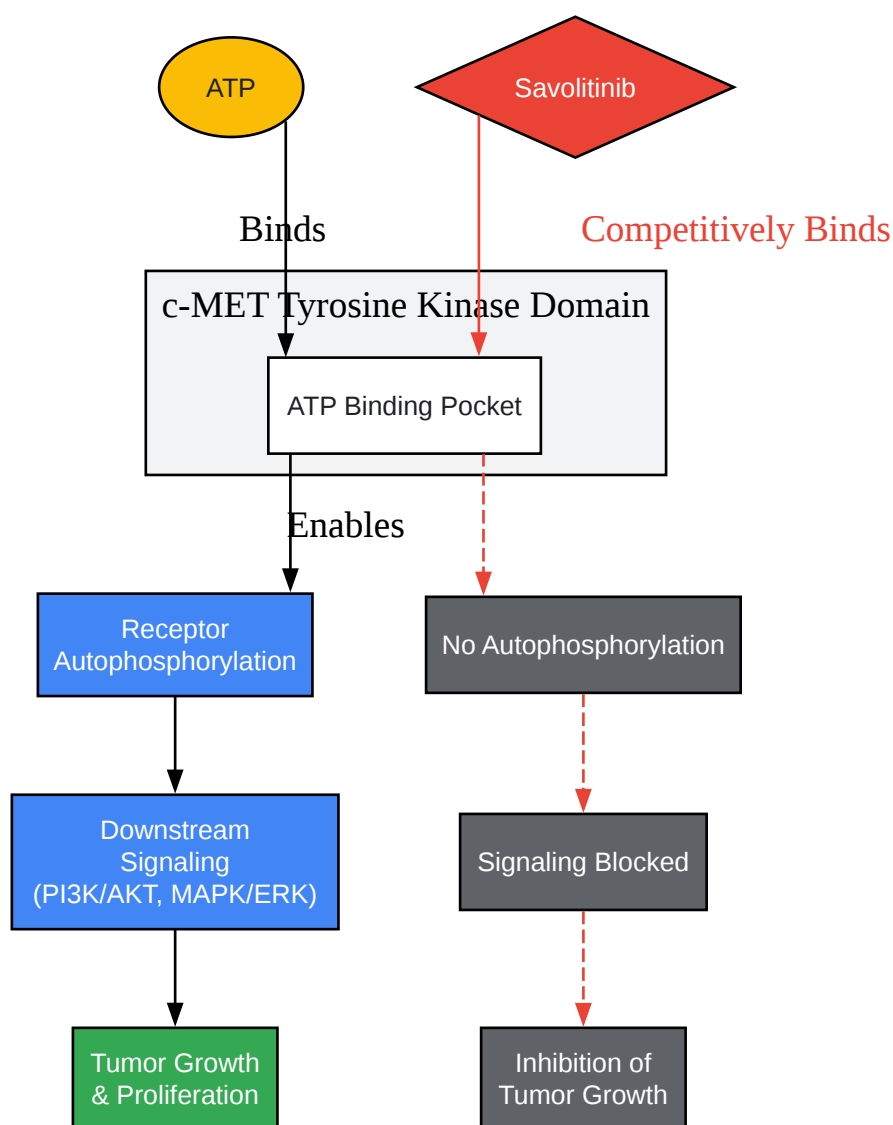 ATP
Savolitinib
Binds
Competitively Binds
c-MET Tyrosine Kinase Domain
ATP Binding Pocket
Enables
Receptor
Autophosphorylation
No Autophosphorylation
Downstream
Signaling
(PI3K/AKT, MAPK/ERK)
Signaling Blocked
Tumor Growth
& Proliferation
Inhibition of
Tumor Growth